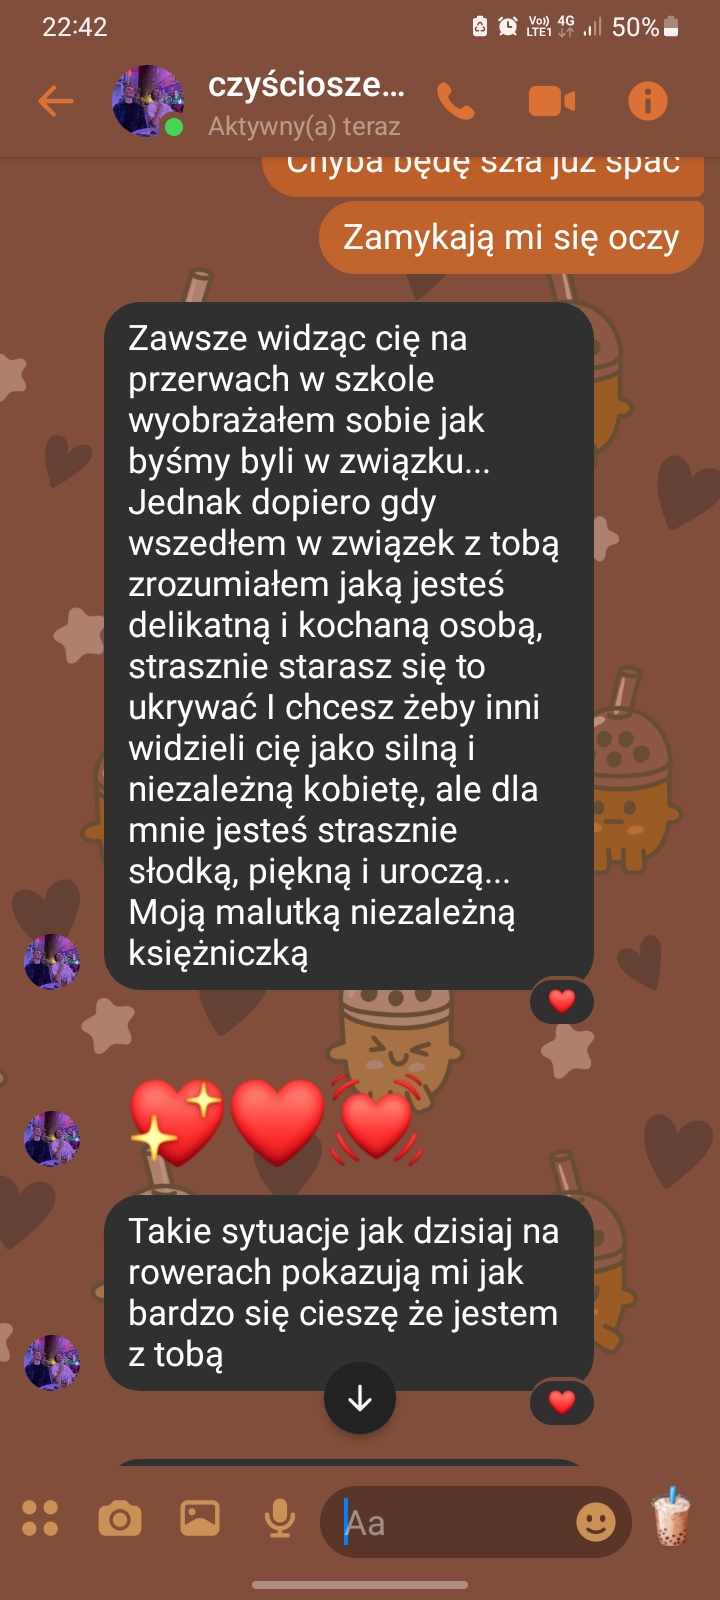 22:42
Vo)) 4G
LTE1
50%
czyściosze...
Aktywny(a) teraz
Chyba będę szła już spać
Zamykają mi się oczy
Zawsze widząc cię na
przerwach w szkole
wyobrażałem sobie jak
byśmy byli w związku...
Jednak dopiero gdy
wszedłem w związek z tobą
zrozumiałem jaką jesteś
delikatną i kochaną osobą,
strasznie starasz się to
ukrywać I chcesz żeby inni
widzieli cię jako silną i
niezależną kobietę, ale dla
mnie jesteś strasznie
słodką, piękną i uroczą...
Moją malutką niezależną
księżniczką
Takie sytuacje jak dzisiaj na
rowerach pokazują mi jak
bardzo się cieszę że jestem
z tobą
Aa